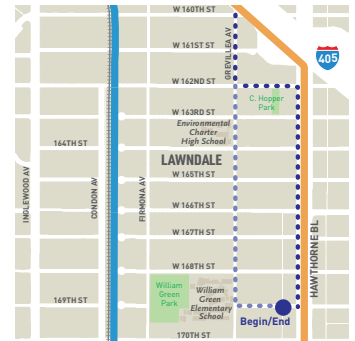 W 160TH ST
W 161ST ST
GREVILLEA AV
405
W 162ND ST
C. Hopper
Park
W 163RD ST
Environmental
Charter
High School
164TH ST
LAWNDALE
W 165TH ST
INGLEWOOD AV
CONDON AV
FIRMONA AV
W 166TH ST
W 167TH ST
HAWTHORNE BL
W 168TH ST
William
Green
Park
William
Green
Elementary
School
169TH ST
Begin/End
170TH ST